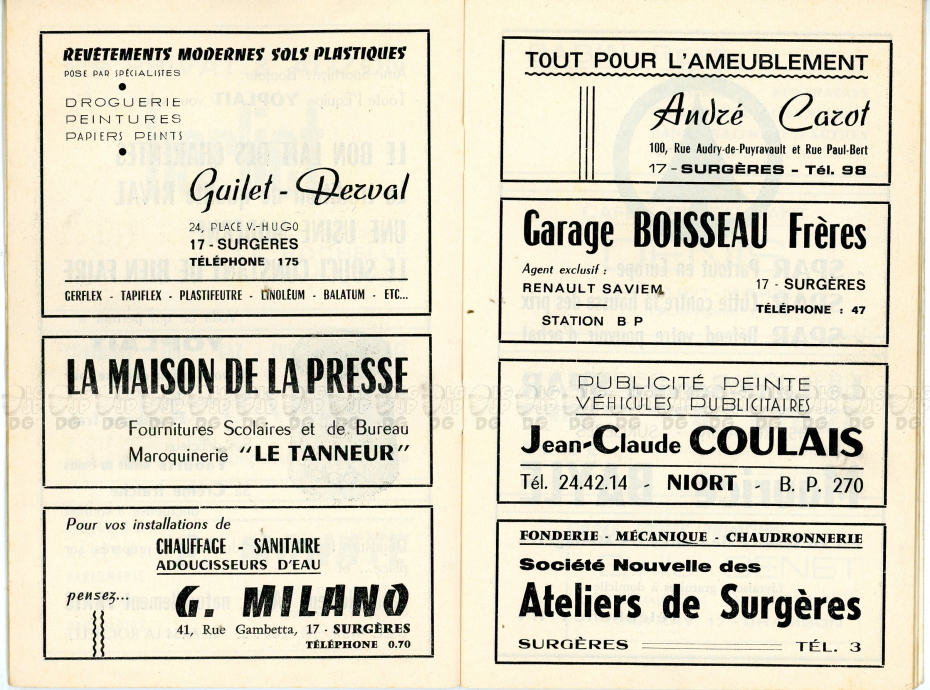 REVÊTEMENTS MODERNES SOLS PLASTIQUES
POSE PAR SPÉCIALISTES
DROGUERIE
PEINTURES
PAPIERS PEINTS
Guilet - Derval
24, PLACE V.-HUGO
17 - SURGÈRES
TÉLÉPHONE 175
GERFLEX - TAPIFLEX - PLASTIFEUTRE - LINOLÉUM - BALATUM - ETC...
LA MAISON DE LA PRESSE
Fournitures Scolaires et de Bureau
Maroquinerie "LE TANNEUR"
Pour vos installations de
CHAUFFAGE - SANITAIRE
ADOUCISSEURS D'EAU
pensez...
G. MILANO
41, Rue Gambetta, 17 - SURGÈRES
TÉLÉPHONE 0.70
TOUT POUR L'AMEUBLEMENT
André Carot
100, Rue Audry-de-Puyravault et Rue Paul-Bert
17 - SURGÈRES - Tél. 98
Garage BOISSEAU Frères
Agent exclusif :
RENAULT SAVIEM
17 - SURGÈRES
STATION B P
TÉLÉPHONE : 47
PUBLICITÉ PEINTE
VÉHICULES PUBLICITAIRES
Jean-Claude COULAIS
Tél. 24.42.14 - NIORT - B. P. 270
FONDERIE - MÉCANIQUE - CHAUDRONNERIE
Société Nouvelle des
Ateliers de Surgères
SURGÈRES TÉL. 3